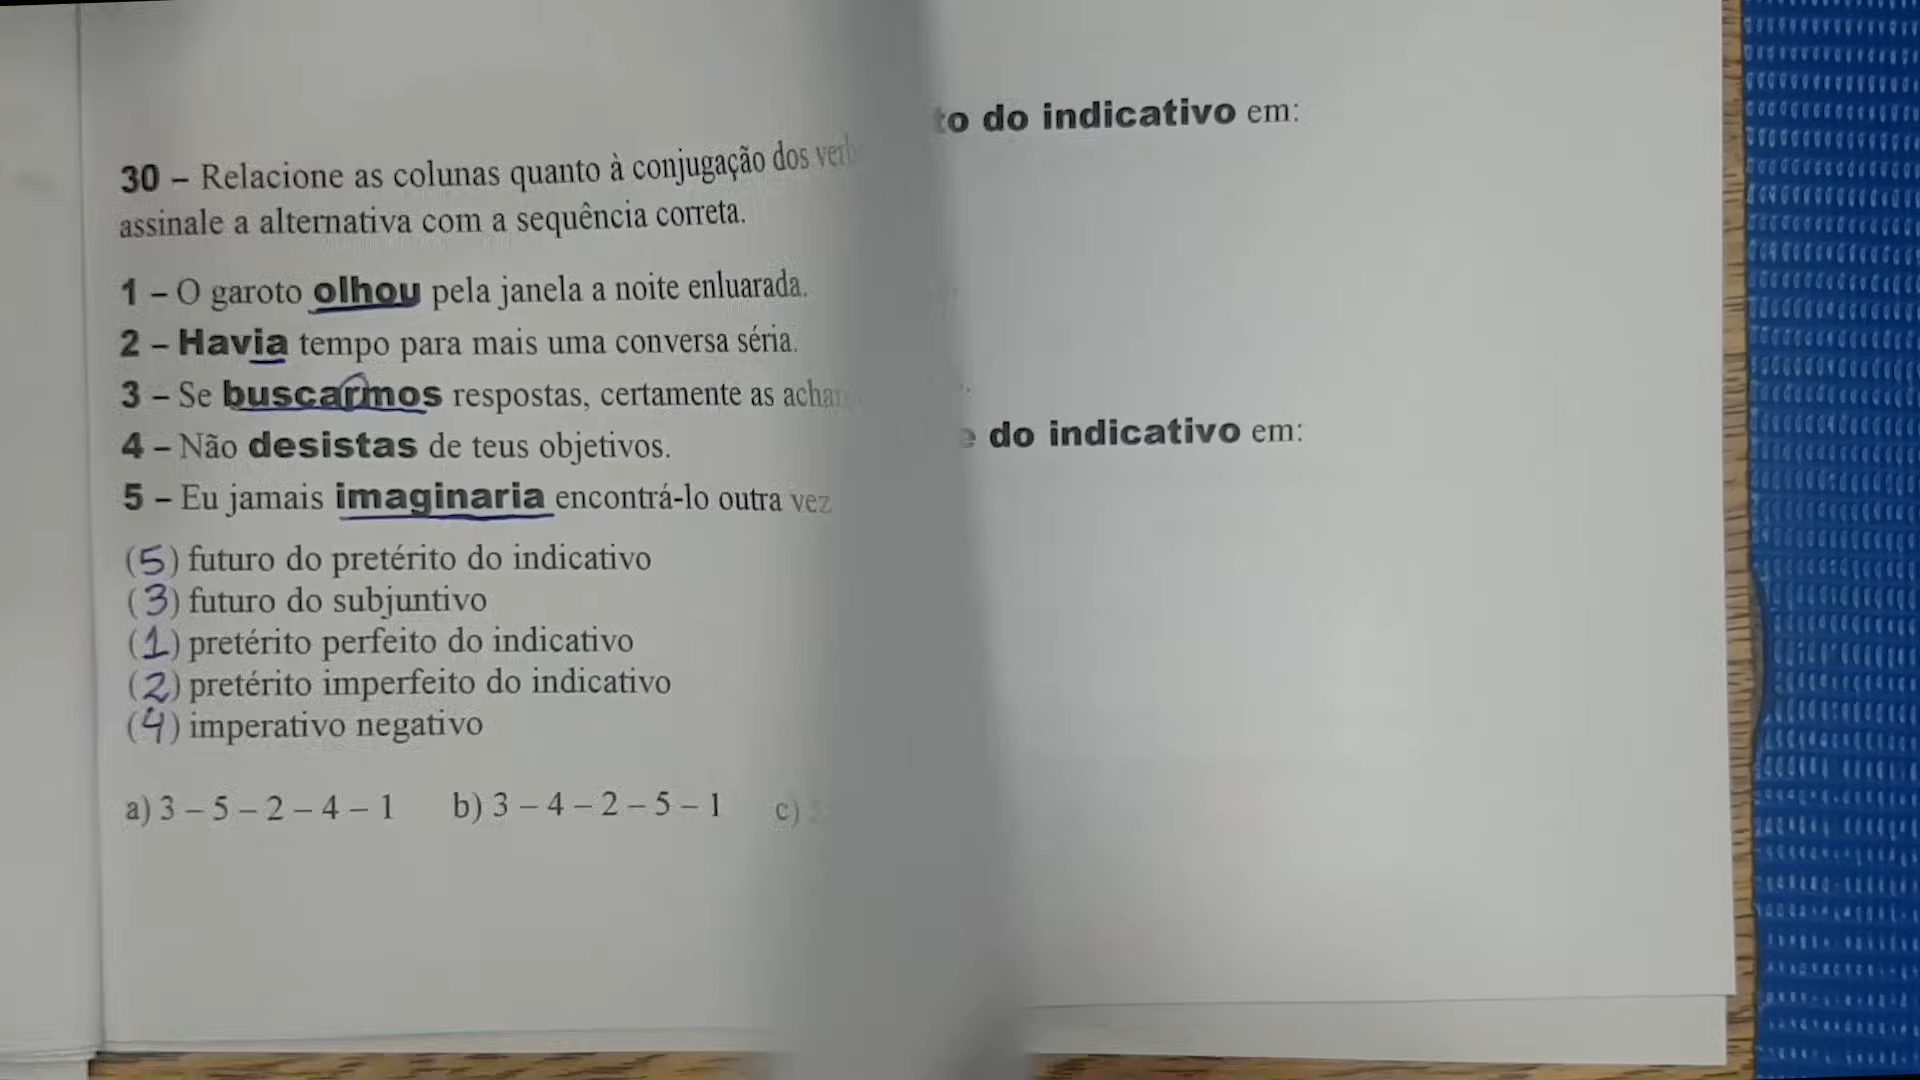 30 – Relacione as colunas quanto à conjugação dos
assinale a alternativa com a sequência correta.
1 – O garoto olhou pela janela a noite enluarada.
2 – Havia tempo para mais uma conversa séria.
3 – Se buscarmos respostas, certamente as
4 – Não desistas de teus objetivos.
5 – Eu jamais imaginaria encontrá-lo outra vez
(5) futuro do pretérito do indicativo
(3) futuro do subjuntivo
(1) pretérito perfeito do indicativo
(2) pretérito imperfeito do indicativo
(4) imperativo negativo
a) 3 – 5 – 2 – 4 – 1 b) 3 – 4 – 2 – 5 – 1 c)
do indicativo em:
do indicativo em: